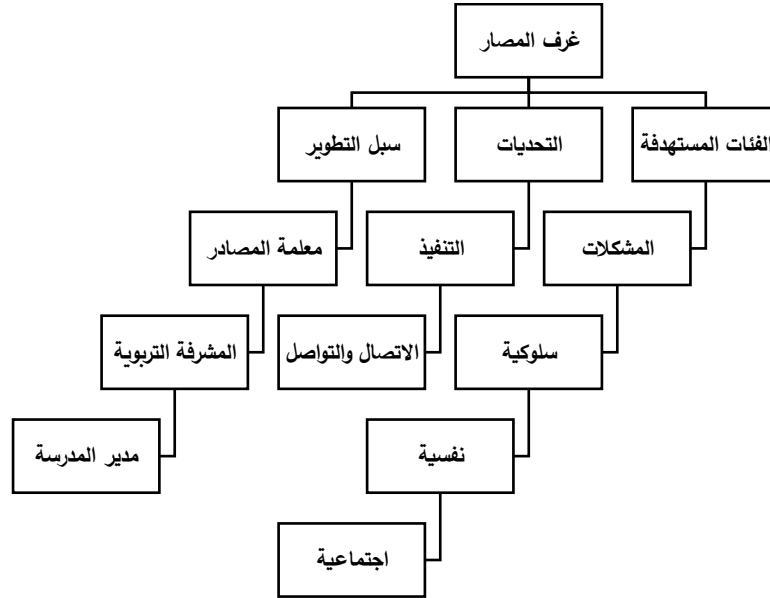 غرف المصار
الفئات المستهدفة
التحديات
سبل التطوير
المشكلات
التنفيذ
معلمة المصادر
سلوكية
الاتصال والتواصل
المشرفة التربوية
نفسية
مدير المدرسة
اجتماعية